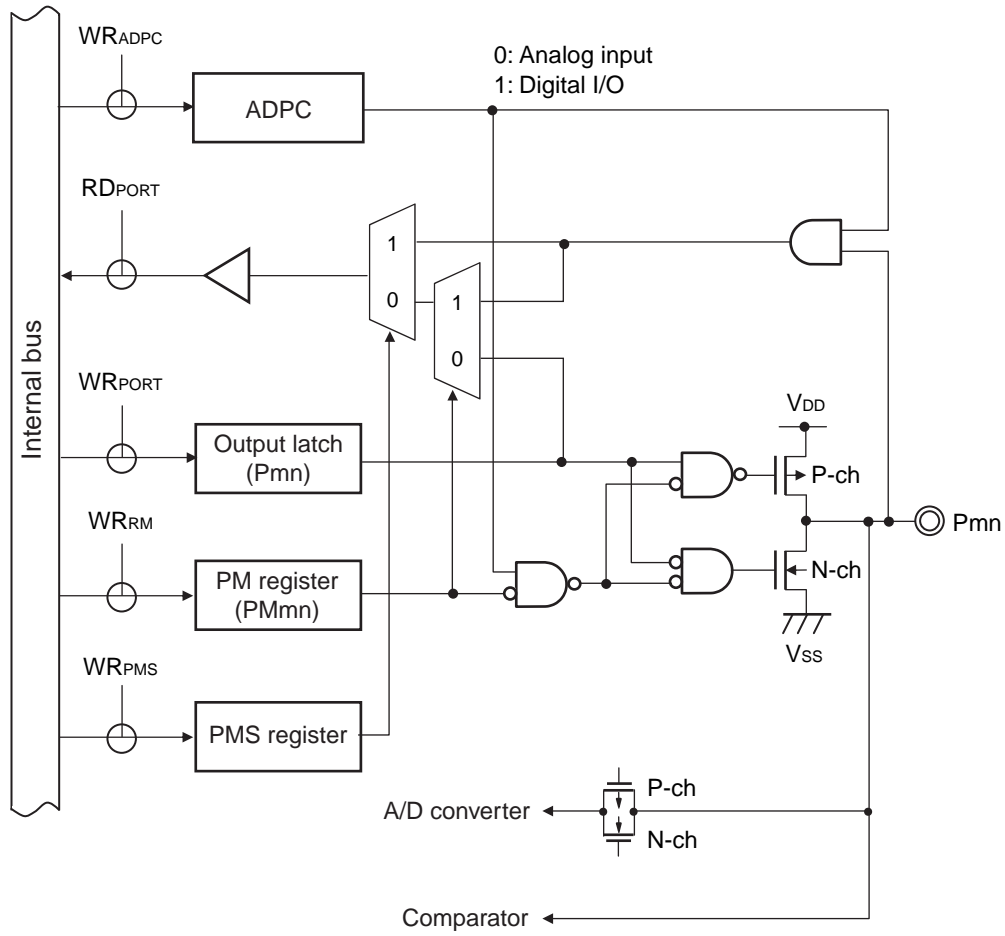 WRADPC
0: Analog input
1: Digital I/O
ADPC
RDPORT
1
0
1
0
Internal bus
WRPORT
Output latch
(Pmn)
VDD
P-ch
Pmn
N-ch
VSS
WRRM
PM register
(PMmn)
WRPMS
PMS register
P-ch
A/D converter
N-ch
Comparator